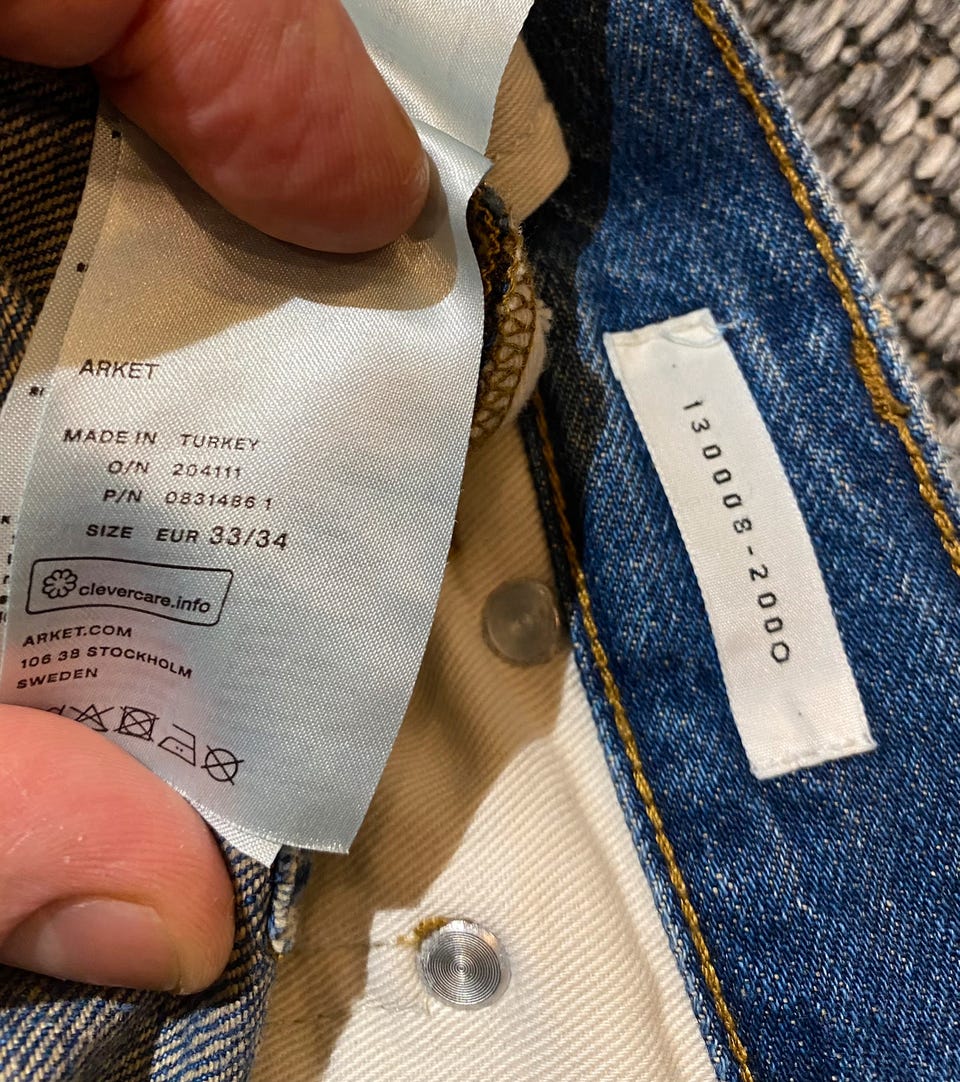 ARKET
MADE IN TURKEY
O/N 204111
P/N 0831486 1
SIZE EUR 33/34
clevercare.info
ARKET.COM
106 38 STOCKHOLM
SWEDEN
130008-2000